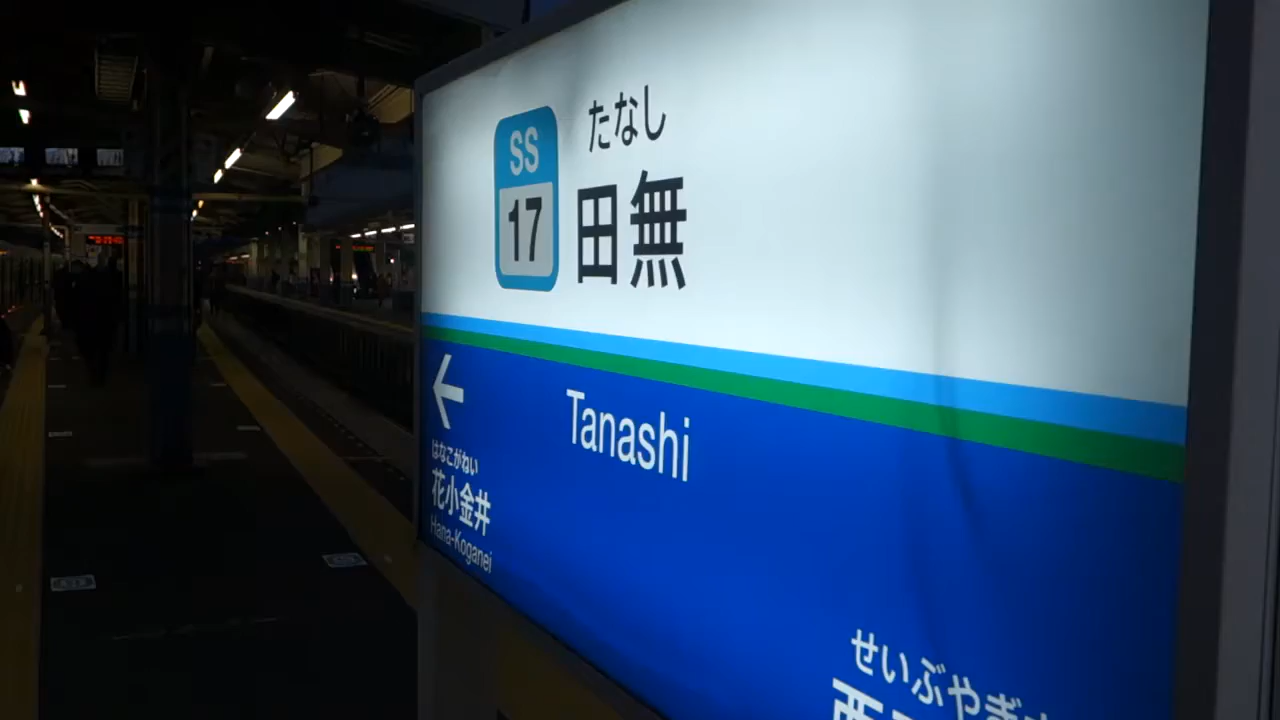 SS
17
たなし
田無
←
Tanashi
はなこがねい
花小金井
Hana-Koganei
せいぶやぎ
西